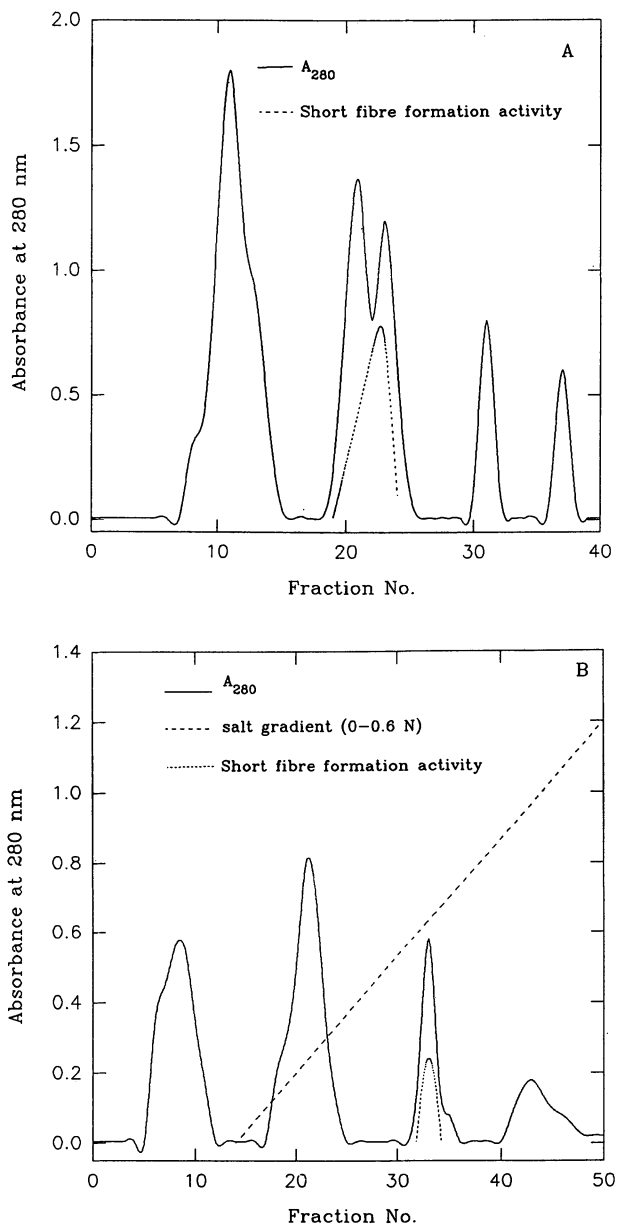 A
A280
Short fibre formation activity
2.0
1.5
1.0
0.5
0.0
Absorbance at 280 nm
0 10 20 30 40
Fraction No.
B
A280
salt gradient (0-0.6 N)
Short fibre formation activity
1.4
1.2
1.0
0.8
0.6
0.4
0.2
0.0
Absorbance at 280 nm
0 10 20 30 40 50
Fraction No.